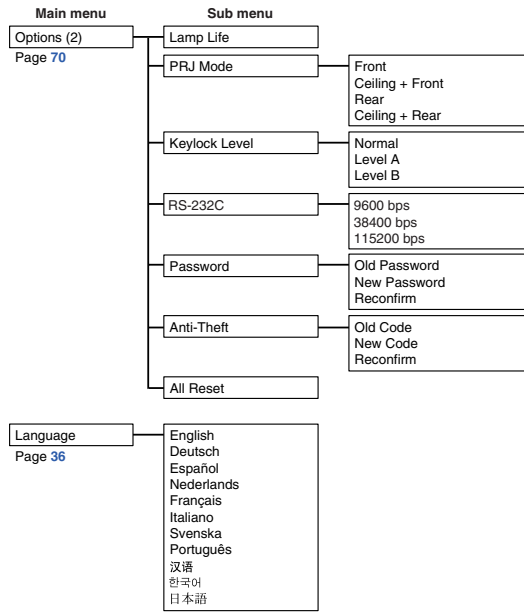 Main menu
Sub menu
Options (2)
Page 70
Lamp Life
PRJ Mode
Front
Ceiling + Front
Rear
Ceiling + Rear
Keylock Level
Normal
Level A
Level B
RS-232C
9600 bps
38400 bps
115200 bps
Password
Old Password
New Password
Reconfirm
Anti-Theft
Old Code
New Code
Reconfirm
All Reset
Language
Page 36
English
Deutsch
Español
Nederlands
Français
Italiano
Svenska
Português
汉语
한국어
日本語